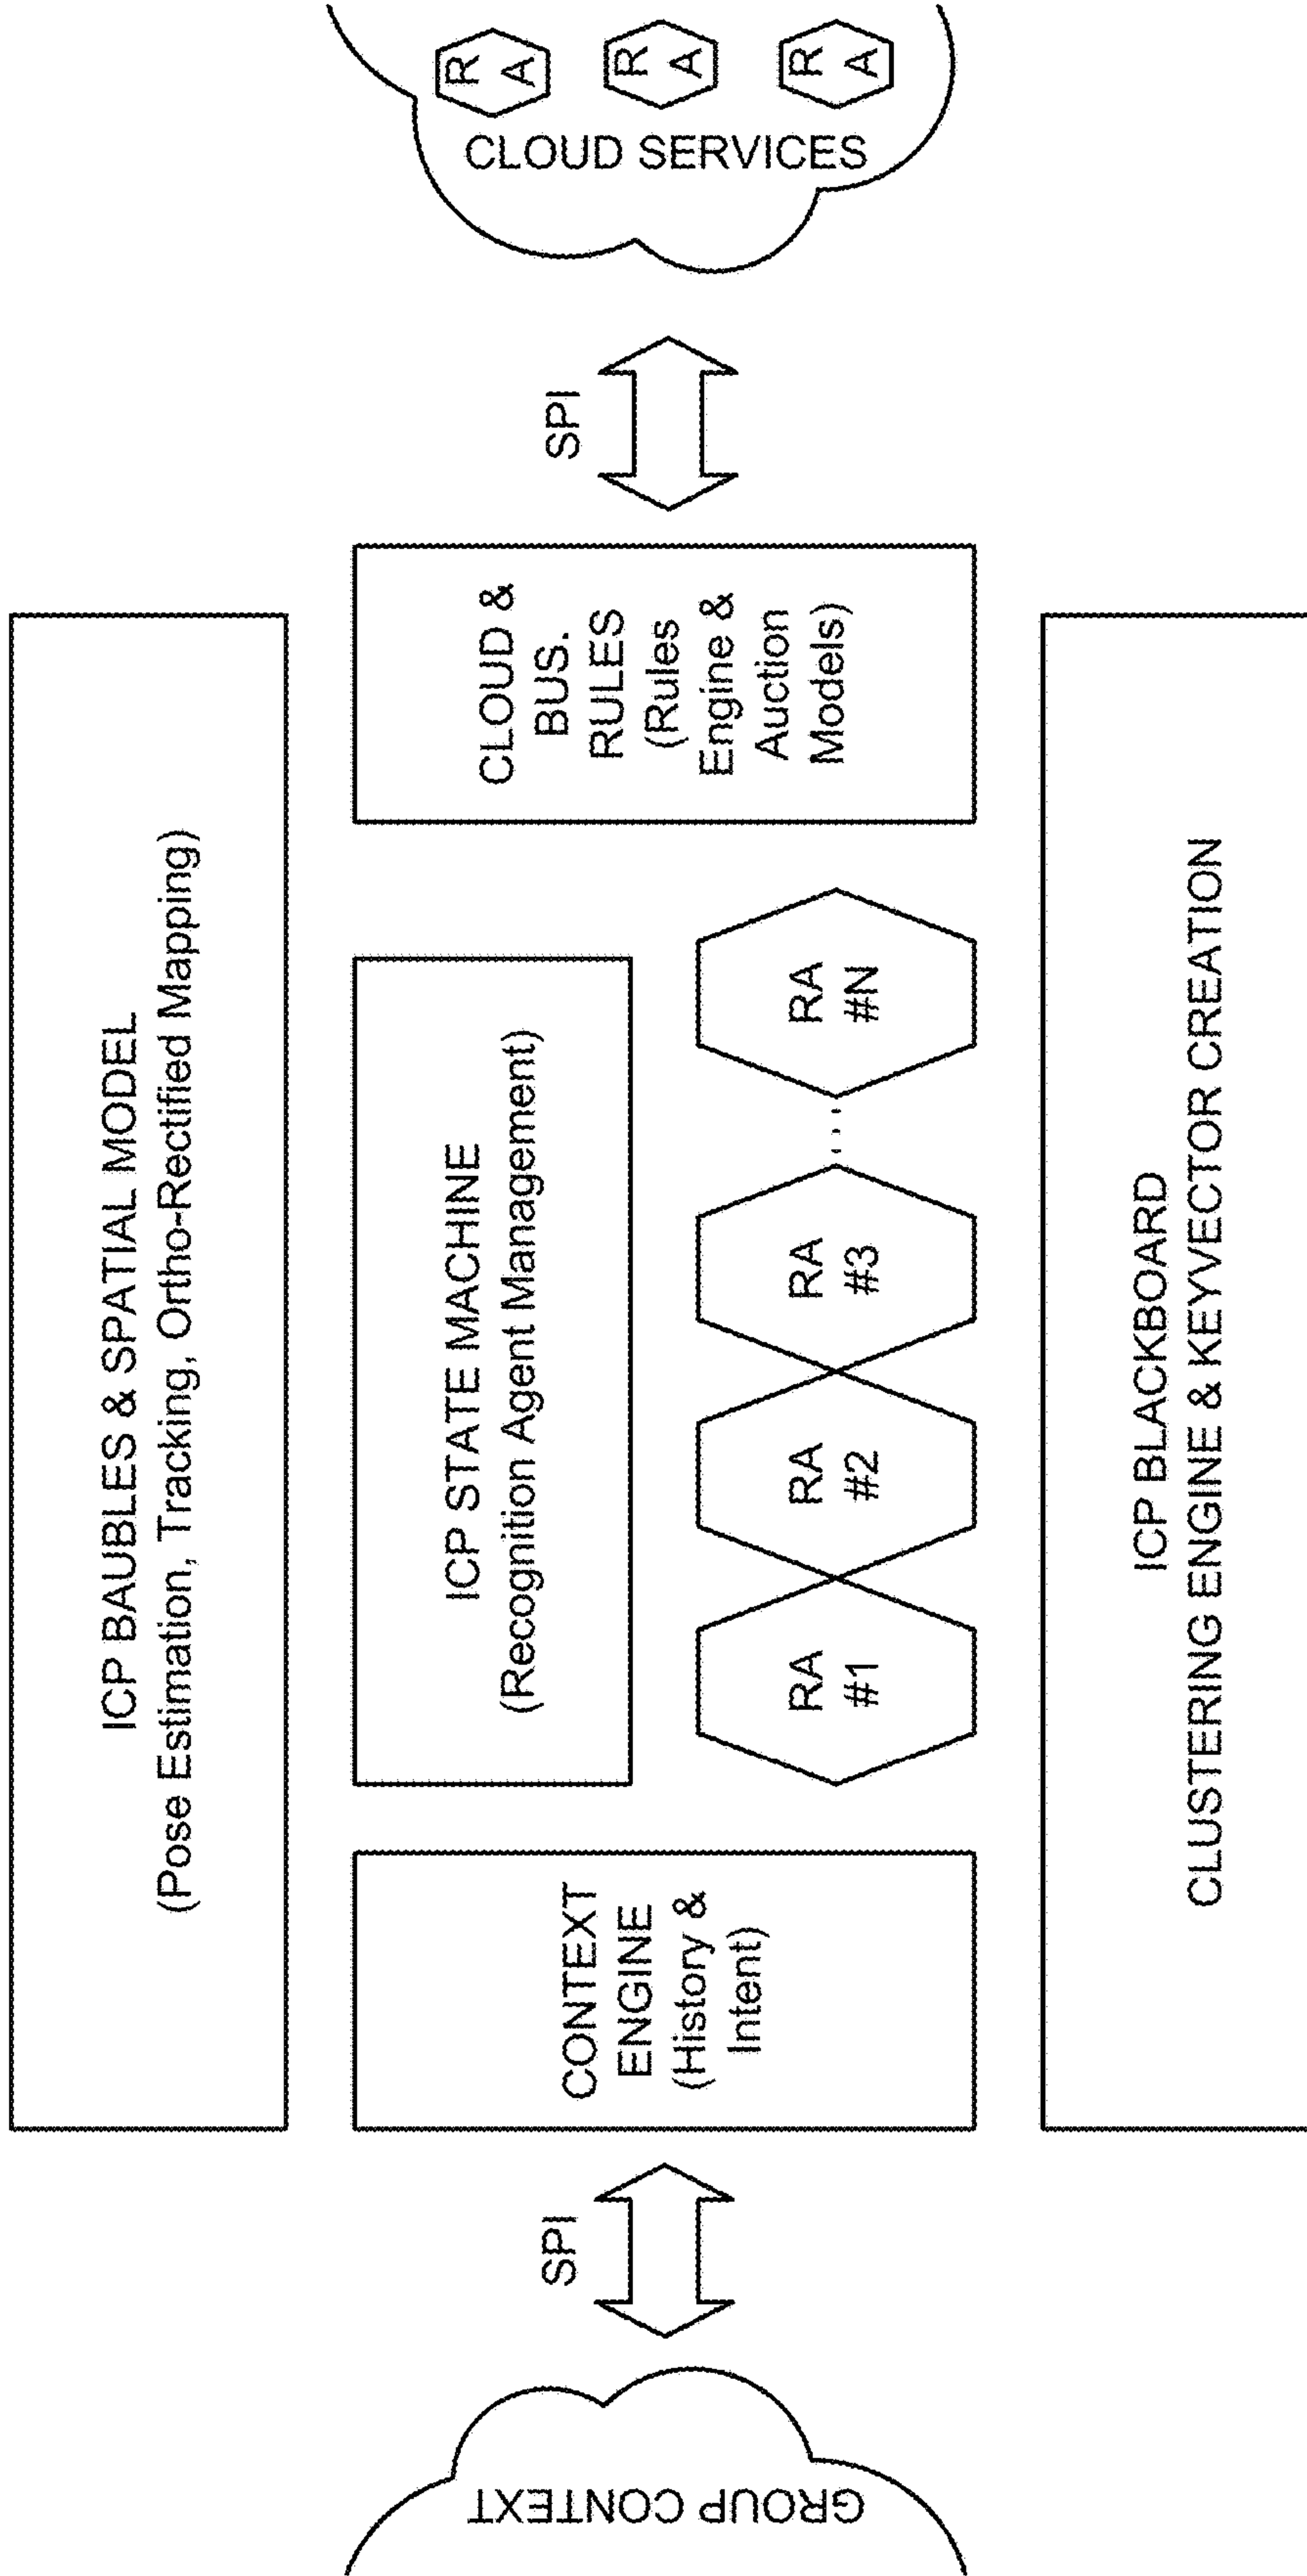 ICP BAUBLES & SPATIAL MODEL
(Pose Estimation, Tracking, Ortho-Rectified Mapping)
GROUP CONTEXT
SPI
CONTEXT
ENGINE
(History &
Intent)
ICP STATE MACHINE
(Recognition Agent Management)
RA
#1
RA
#2
RA
#3
....
RA
#N
CLOUD &
BUS.
RULES
(Rules
Engine &
Auction
Models)
SPI
CLOUD SERVICES
R
A
R
A
R
A
ICP BLACKBOARD
CLUSTERING ENGINE & KEYVECTOR CREATION